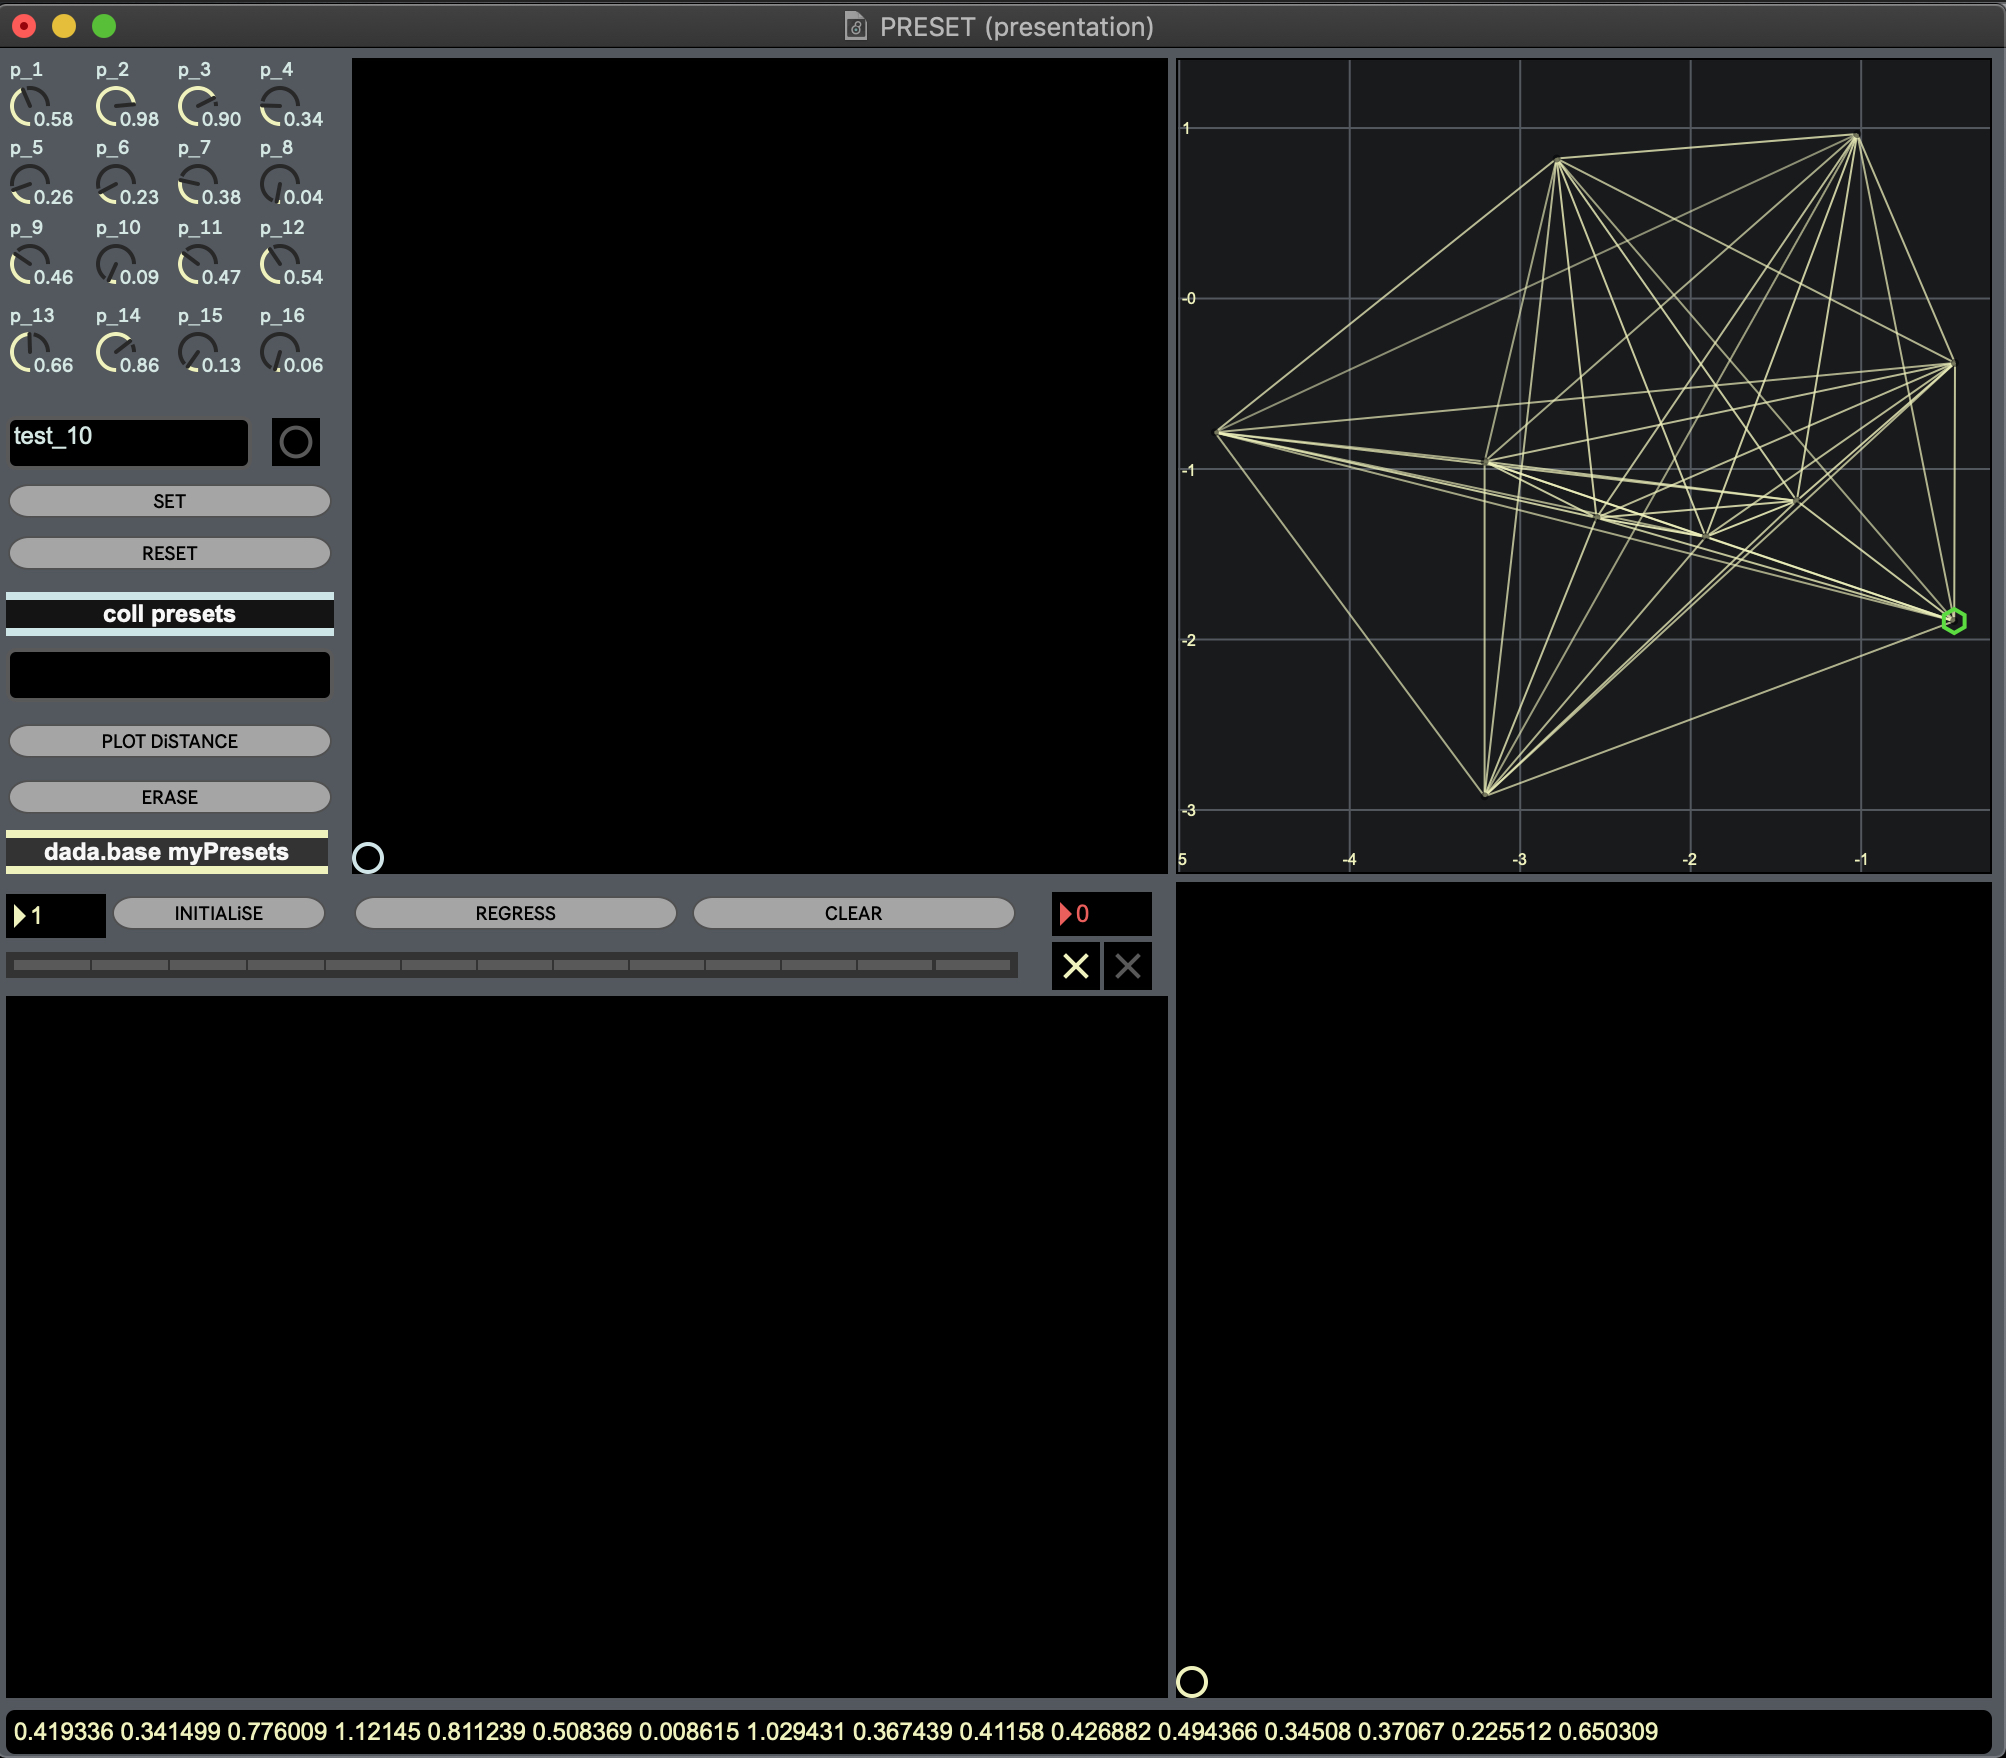 PRESET (presentation)
p_1 p_2 p_3 p_4
0.58 0.98 0.90 0.34
p_5 p_6 p_7 p_8
0.26 0.23 0.38 0.04
p_9 p_10 p_11 p_12
0.46 0.09 0.47 0.54
p_13 p_14 p_15 p_16
0.66 0.86 0.13 0.06
test_10
SET
RESET
coll presets
PLOT DiSTANCE
ERASE
dada.base myPresets
1
-0
-1
-2
-3
5 -4 -3 -2 -1
1 INITIALiSE REGRESS CLEAR 0
0.419336 0.341499 0.776009 1.12145 0.811239 0.508369 0.008615 1.029431 0.367439 0.41158 0.426882 0.494366 0.34508 0.37067 0.225512 0.650309